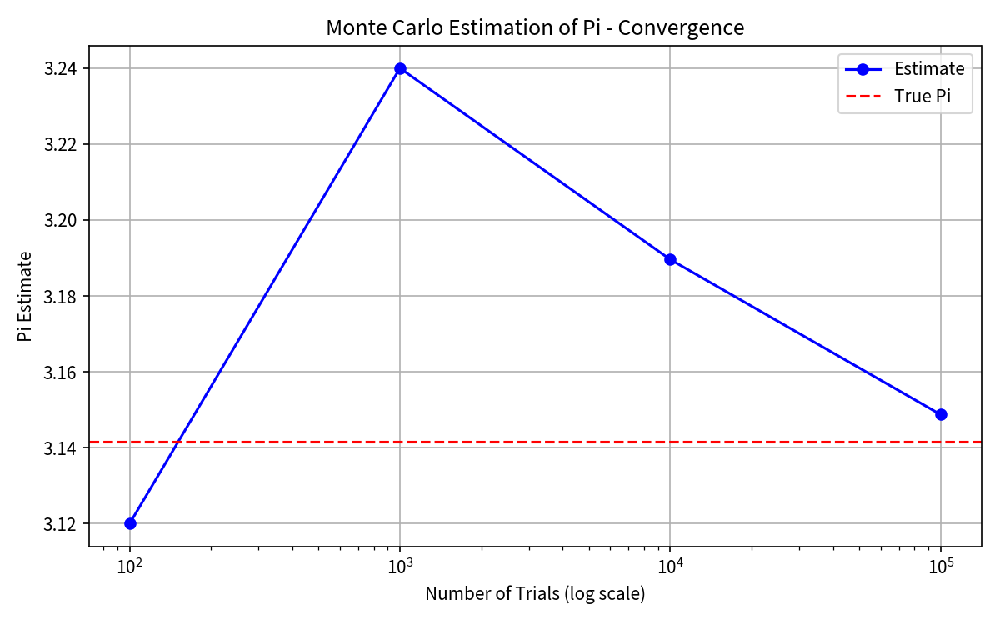 Monte Carlo Estimation of Pi - Convergence
Estimate
True Pi
Pi Estimate
3.24
3.22
3.20
3.18
3.16
3.14
3.12
10²
10³
10⁴
10⁵
Number of Trials (log scale)